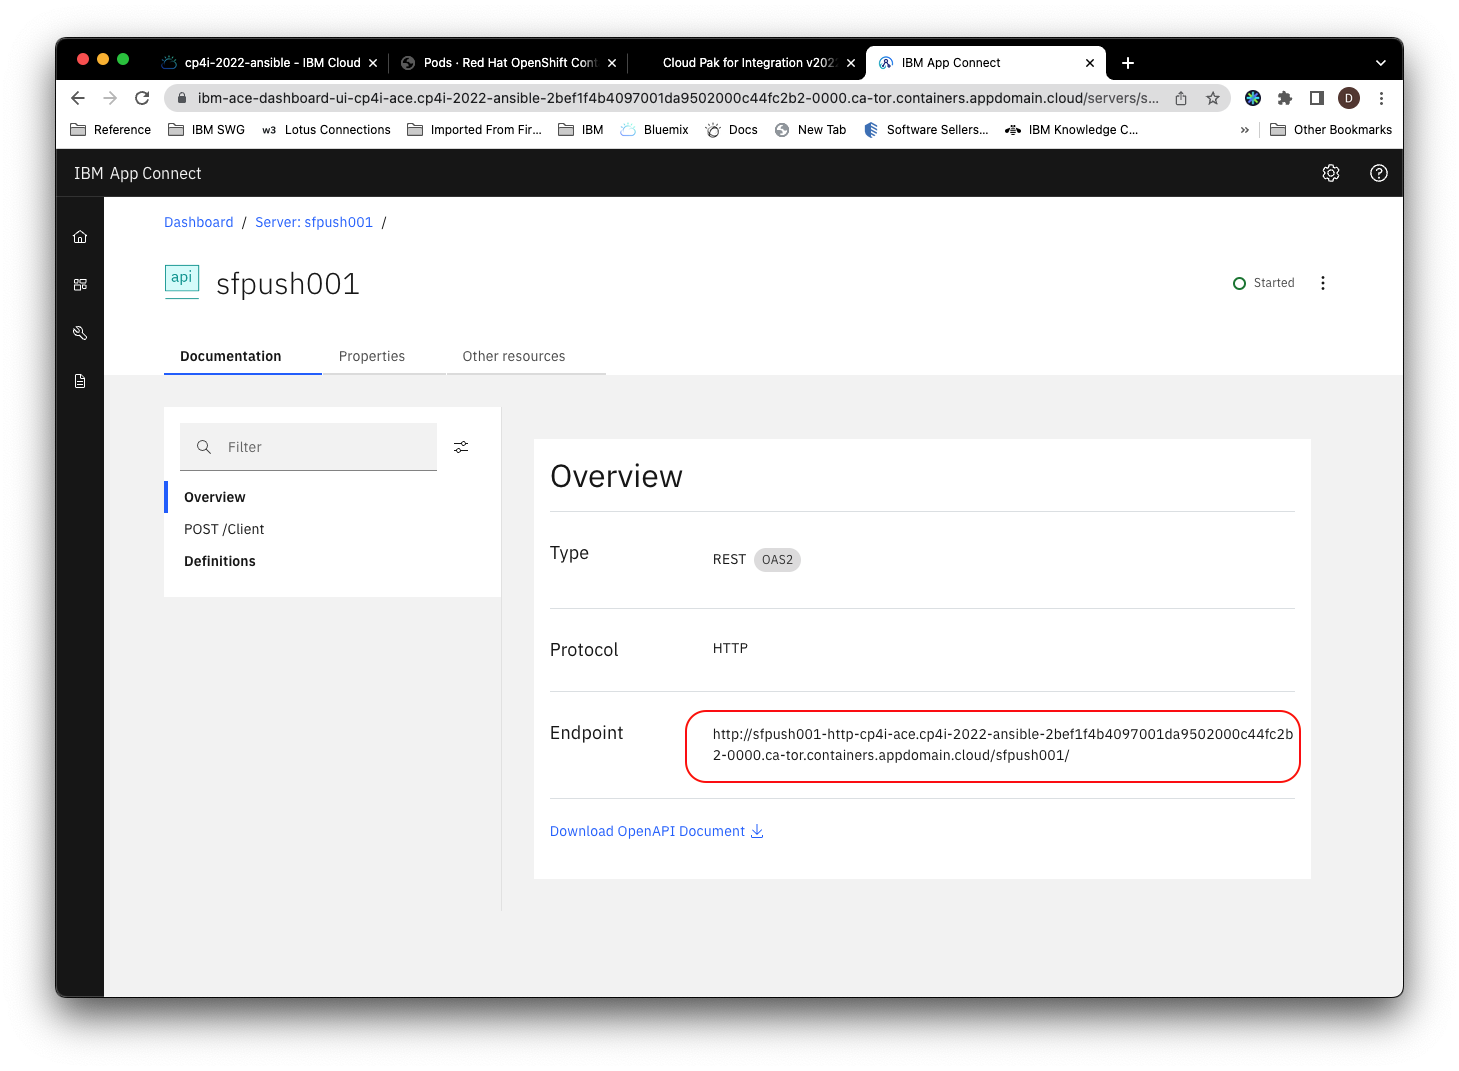 cp4i-2022-ansible - IBM Cloud
Pods · Red Hat OpenShift Cont
Cloud Pak for Integration v202
IBM App Connect
ibm-ace-dashboard-ui-cp4i-ace.cp4i-2022-ansible-2bef1f4b4097001da9502000c44fc2b2-0000.ca-tor.containers.appdomain.cloud/servers/s...
D
Reference
IBM SWG
w3 Lotus Connections
Imported From Fir...
IBM
Bluemix
Docs
New Tab
Software Sellers...
IBM Knowledge C...
»
Other Bookmarks
IBM App Connect
Dashboard / Server: sfpush001 /
api
sfpush001
Started
Documentation
Properties
Other resources
Filter
Overview
POST /Client
Definitions
Overview
Type
REST OAS2
Protocol
HTTP
Endpoint
http://sfpush001-http-cp4i-ace.cp4i-2022-ansible-2bef1f4b4097001da9502000c44fc2b
2-0000.ca-tor.containers.appdomain.cloud/sfpush001/
Download OpenAPI Document